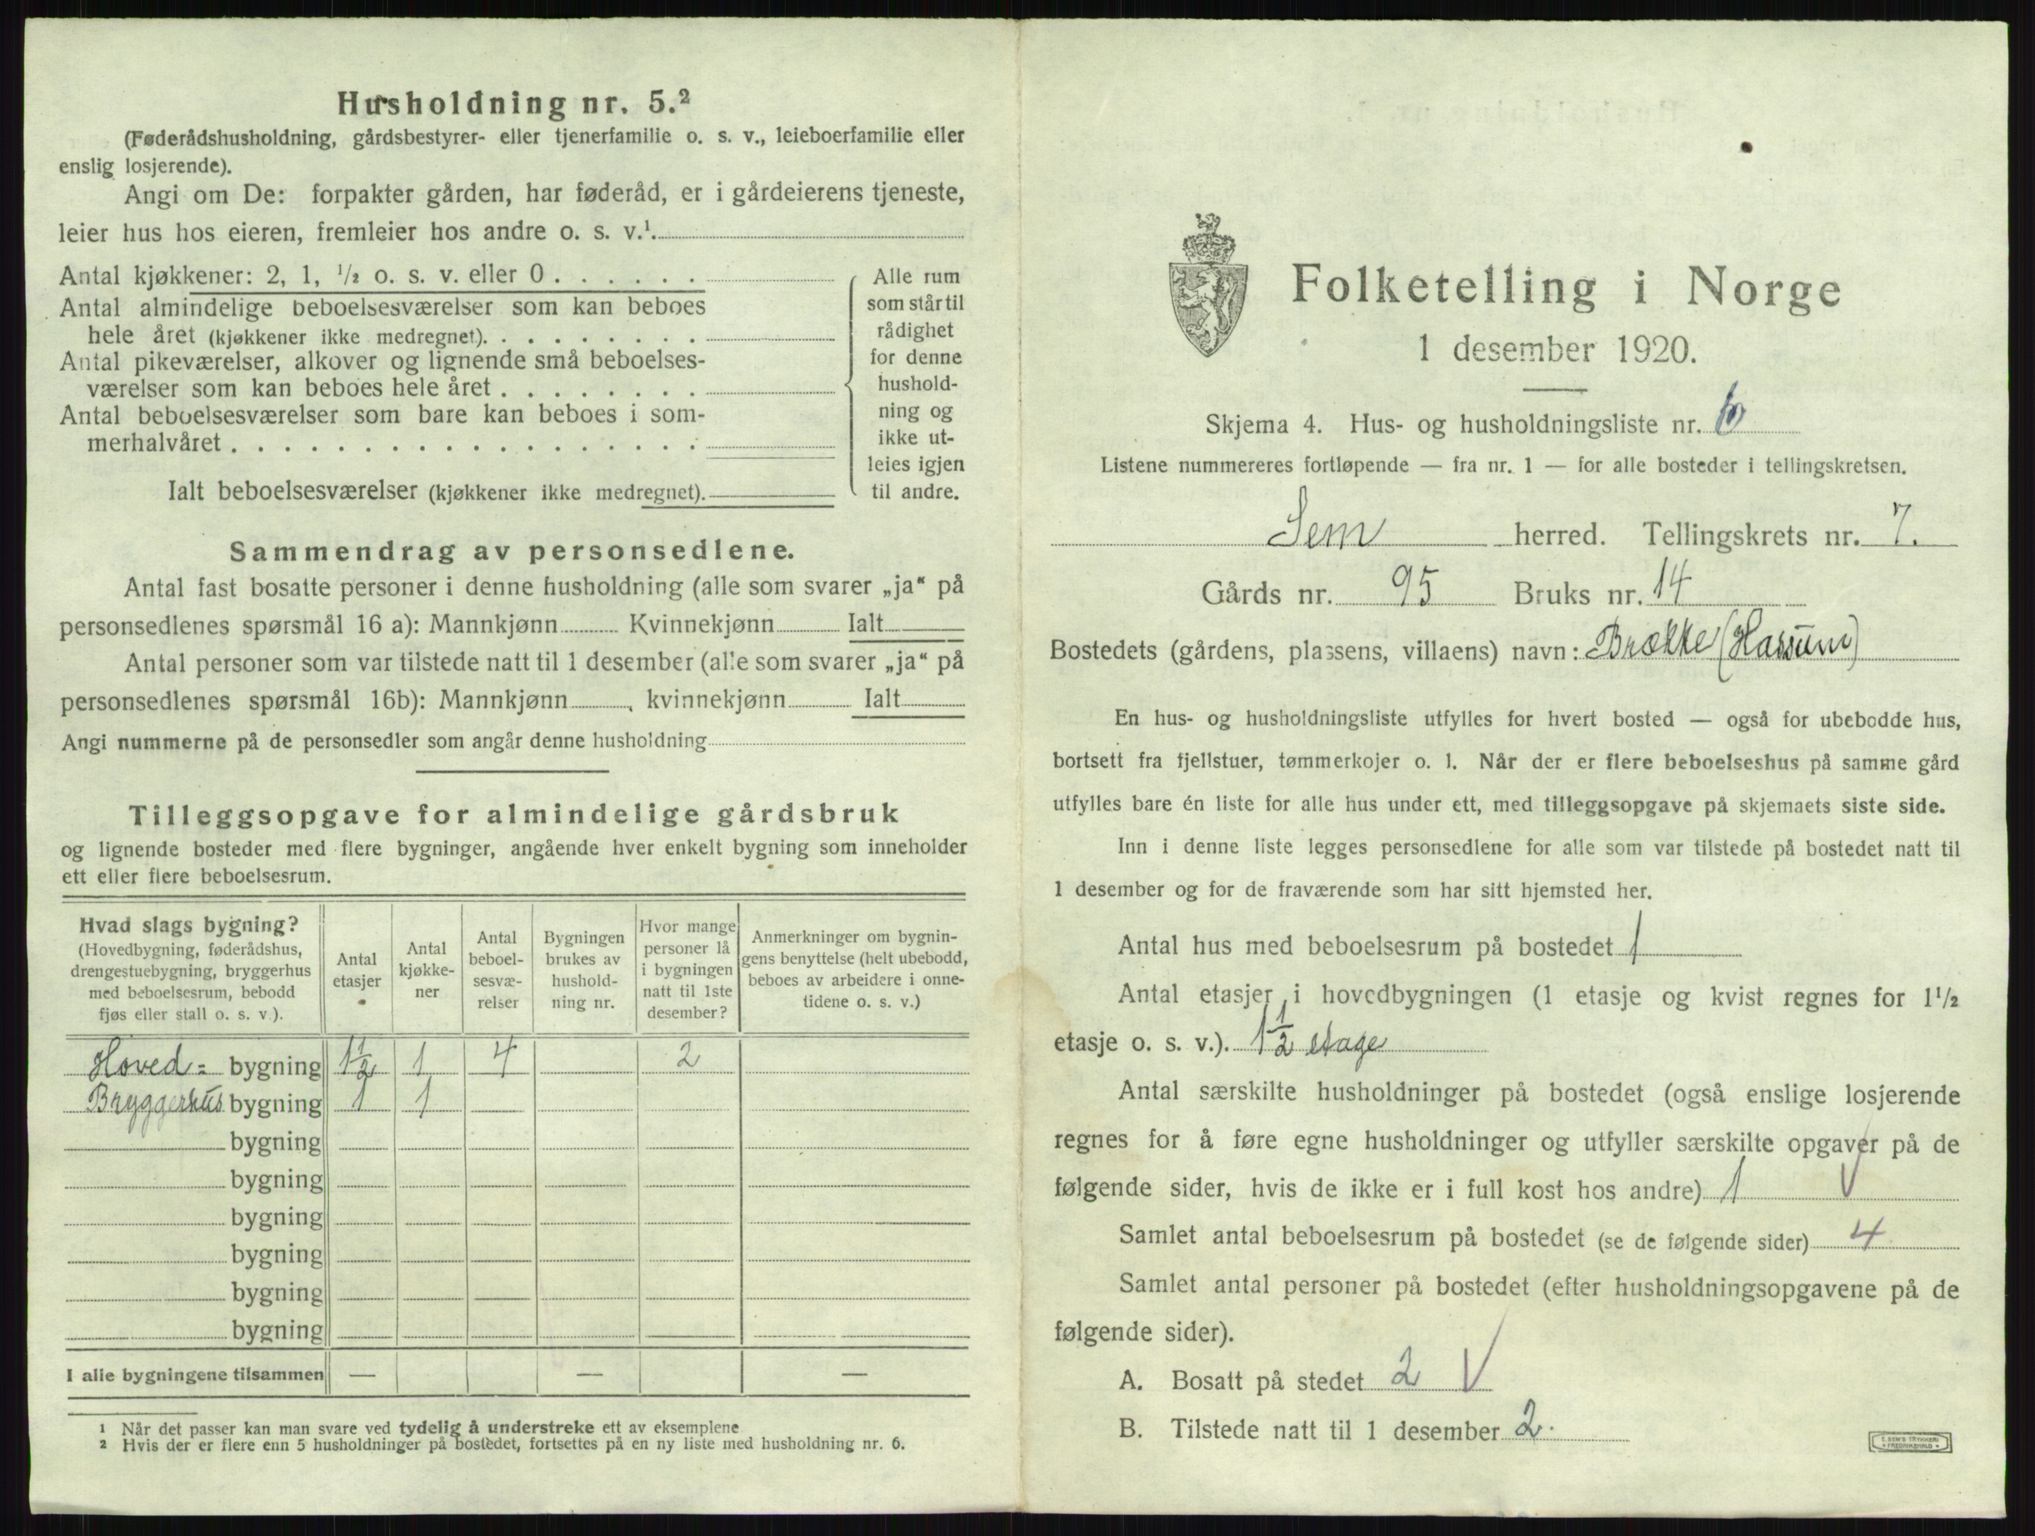 Husholdning nr. 5.²
(Føderådshusholdning, gårdsbestyrer- eller tjenerfamilie o. s. v., leieboerfamilie eller
enslig losjerende).
Angi om De: forpakter gården, har føderåd, er i gårdeierens tjeneste,
leier hus hos eieren, fremleier hos andre o. s. v.¹.
Antal kjøkkener: 2, 1, ½ o. s. v. eller 0 . . . . . .
Antal almindelige beboelsesværelser som kan beboes
hele året (kjøkkener ikke medregnet). . . . . . . . .
Antal pikeværelser, alkover og lignende små beboelses-
værelser som kan beboes hele året . . . . . . . .
Antal beboelsesværelser som bare kan beboes i som-
merhalvåret . . . . . . . . . . . . . . . . . .
Ialt beboelsesværelser (kjøkkener ikke medregnet).
Alle rum
som står til
rådighet
for denne
hushold-
ning og
ikke ut-
leies igjen
til andre.
Sammendrag av personsedlene.
Antal fast bosatte personer i denne husholdning (alle som svarer „ja“ på
personsedlenes spørsmål 16 a): Mannkjønn Kvinnekjønn Ialt
Antal personer som var tilstede natt til 1 desember (alle som svarer „ja“ på
personsedlenes spørsmål 16b): Mannkjønn , kvinnekjønn Ialt
Angi nummerne på de personsedler som angår denne husholdning
Tilleggsopgave for almindelige gårdsbruk
og lignende bosteder med flere bygninger, angående hver enkelt bygning som inneholder
ett eller flere beboelsesrum.
Hvad slags bygning?
(Hovedbygning, føderådshus,
drengestuebygning, bryggerhus
med beboelsesrum, bebodd
fjøs eller stall o. s. v.).
Antal
etasjer
Antal
kjøkke-
ner
Antal
beboel-
sesvæ-
relser
Bygningen
brukes av
hushold-
ning nr.
Hvor mange
personer lå
i bygningen
natt til 1ste
desember?
Anmerkninger om bygnin-
gens benyttelse (helt ubebodd,
beboes av arbeidere i onne-
tidene o. s. v.)
Hoved= bygning 1½ 1 4 2
Bryggerhus bygning 1 1
bygning
bygning
bygning
bygning
bygning
bygning
I alle bygningene tilsammen — — —
¹ Når det passer kan man svare ved tydelig å understreke ett av eksemplene
² Hvis der er flere enn 5 husholdninger på bostedet, fortsettes på en ny liste med husholdning nr. 6.
Folketelling i Norge
1 desember 1920.
Skjema 4. Hus- og husholdningsliste nr.
Listene nummereres fortløpende — fra nr. 1 — for alle bosteder i tellingskretsen.
Sem herred. Tellingskrets nr. 7.
Gårds nr. 95 Bruks nr. 14
Bostedets (gårdens, plassens, villaens) navn: Brække (Hassum)
En hus- og husholdningsliste utfylles for hvert bosted — også for ubebodde hus,
bortsett fra fjellstuer, tømmerkojer o. l. Når der er flere beboelseshus på samme gård
utfylles bare én liste for alle hus under ett, med tilleggsopgave på skjemaets siste side.
Inn i denne liste legges personsedlene for alle som var tilstede på bostedet natt til
1 desember og for de fraværende som har sitt hjemsted her.
Antal hus med beboelsesrum på bostedet 1
Antal etasjer i hovedbygningen (1 etasje og kvist regnes for 1½
etasje o. s. v.). 1½ etage
Antal særskilte husholdninger på bostedet (også enslige losjerende
regnes for å føre egne husholdninger og utfyller særskilte opgaver på de
følgende sider, hvis de ikke er i full kost hos andre) 1 √
Samlet antal beboelsesrum på bostedet (se de følgende sider) 4
Samlet antal personer på bostedet (efter husholdningsopgavene på de
følgende sider).
A. Bosatt på stedet 2 √
B. Tilstede natt til 1 desember 2.
E. SEM'S TRYKKERI
FREDRIKSHALD